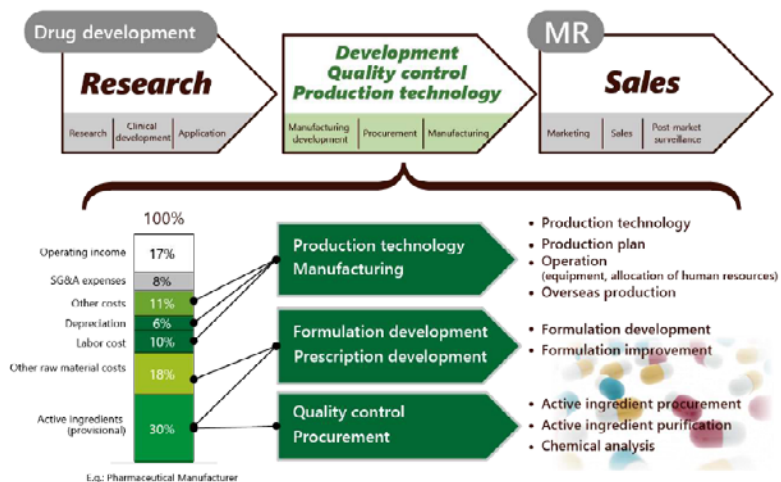 Drug development
MR
Research
Development
Quality control
Production technology
Sales
Research
Clinical
development
Application
Manufacturing
development
Procurement
Manufacturing
Marketing
Sales
Post market
surveillance
100%
Operating income
17%
SG&A expenses
8%
Other costs
11%
Depreciation
6%
Labor cost
10%
Other raw material costs
18%
Active ingredients
(provisional)
30%
E.g.: Pharmaceutical Manufacturer
Production technology
Manufacturing
• Production technology
• Production plan
• Operation
(equipment, allocation of human resources)
• Overseas production
Formulation development
Prescription development
• Formulation development
• Formulation improvement
Quality control
Procurement
• Active ingredient procurement
• Active ingredient purification
• Chemical analysis